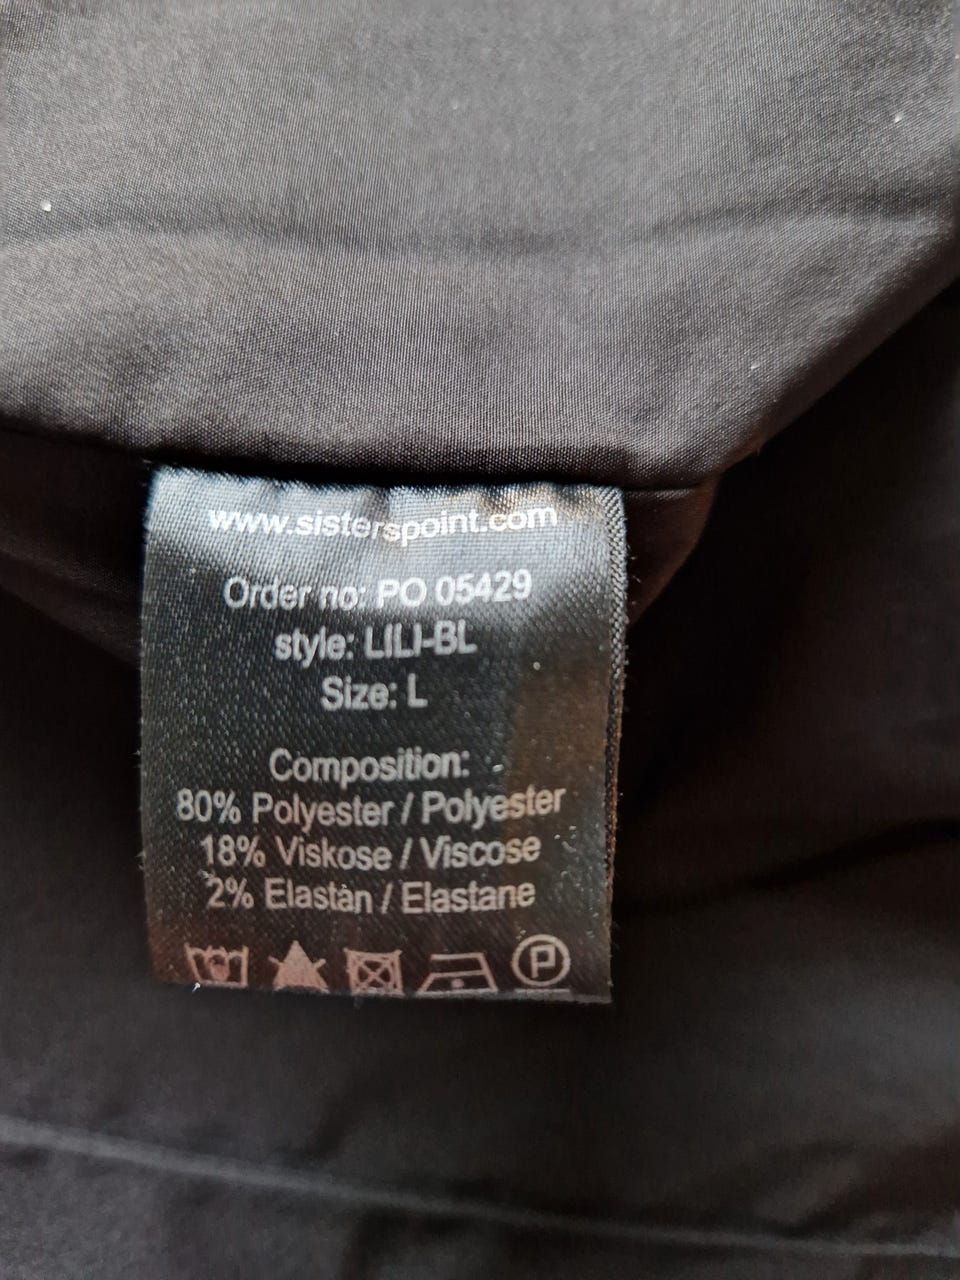 www.sisterspoint.com
Order no: PO 05429
style: LILI-BL
Size: L
Composition:
80% Polyester / Polyester
18% Viskose / Viscose
2% Elastan / Elastane
P